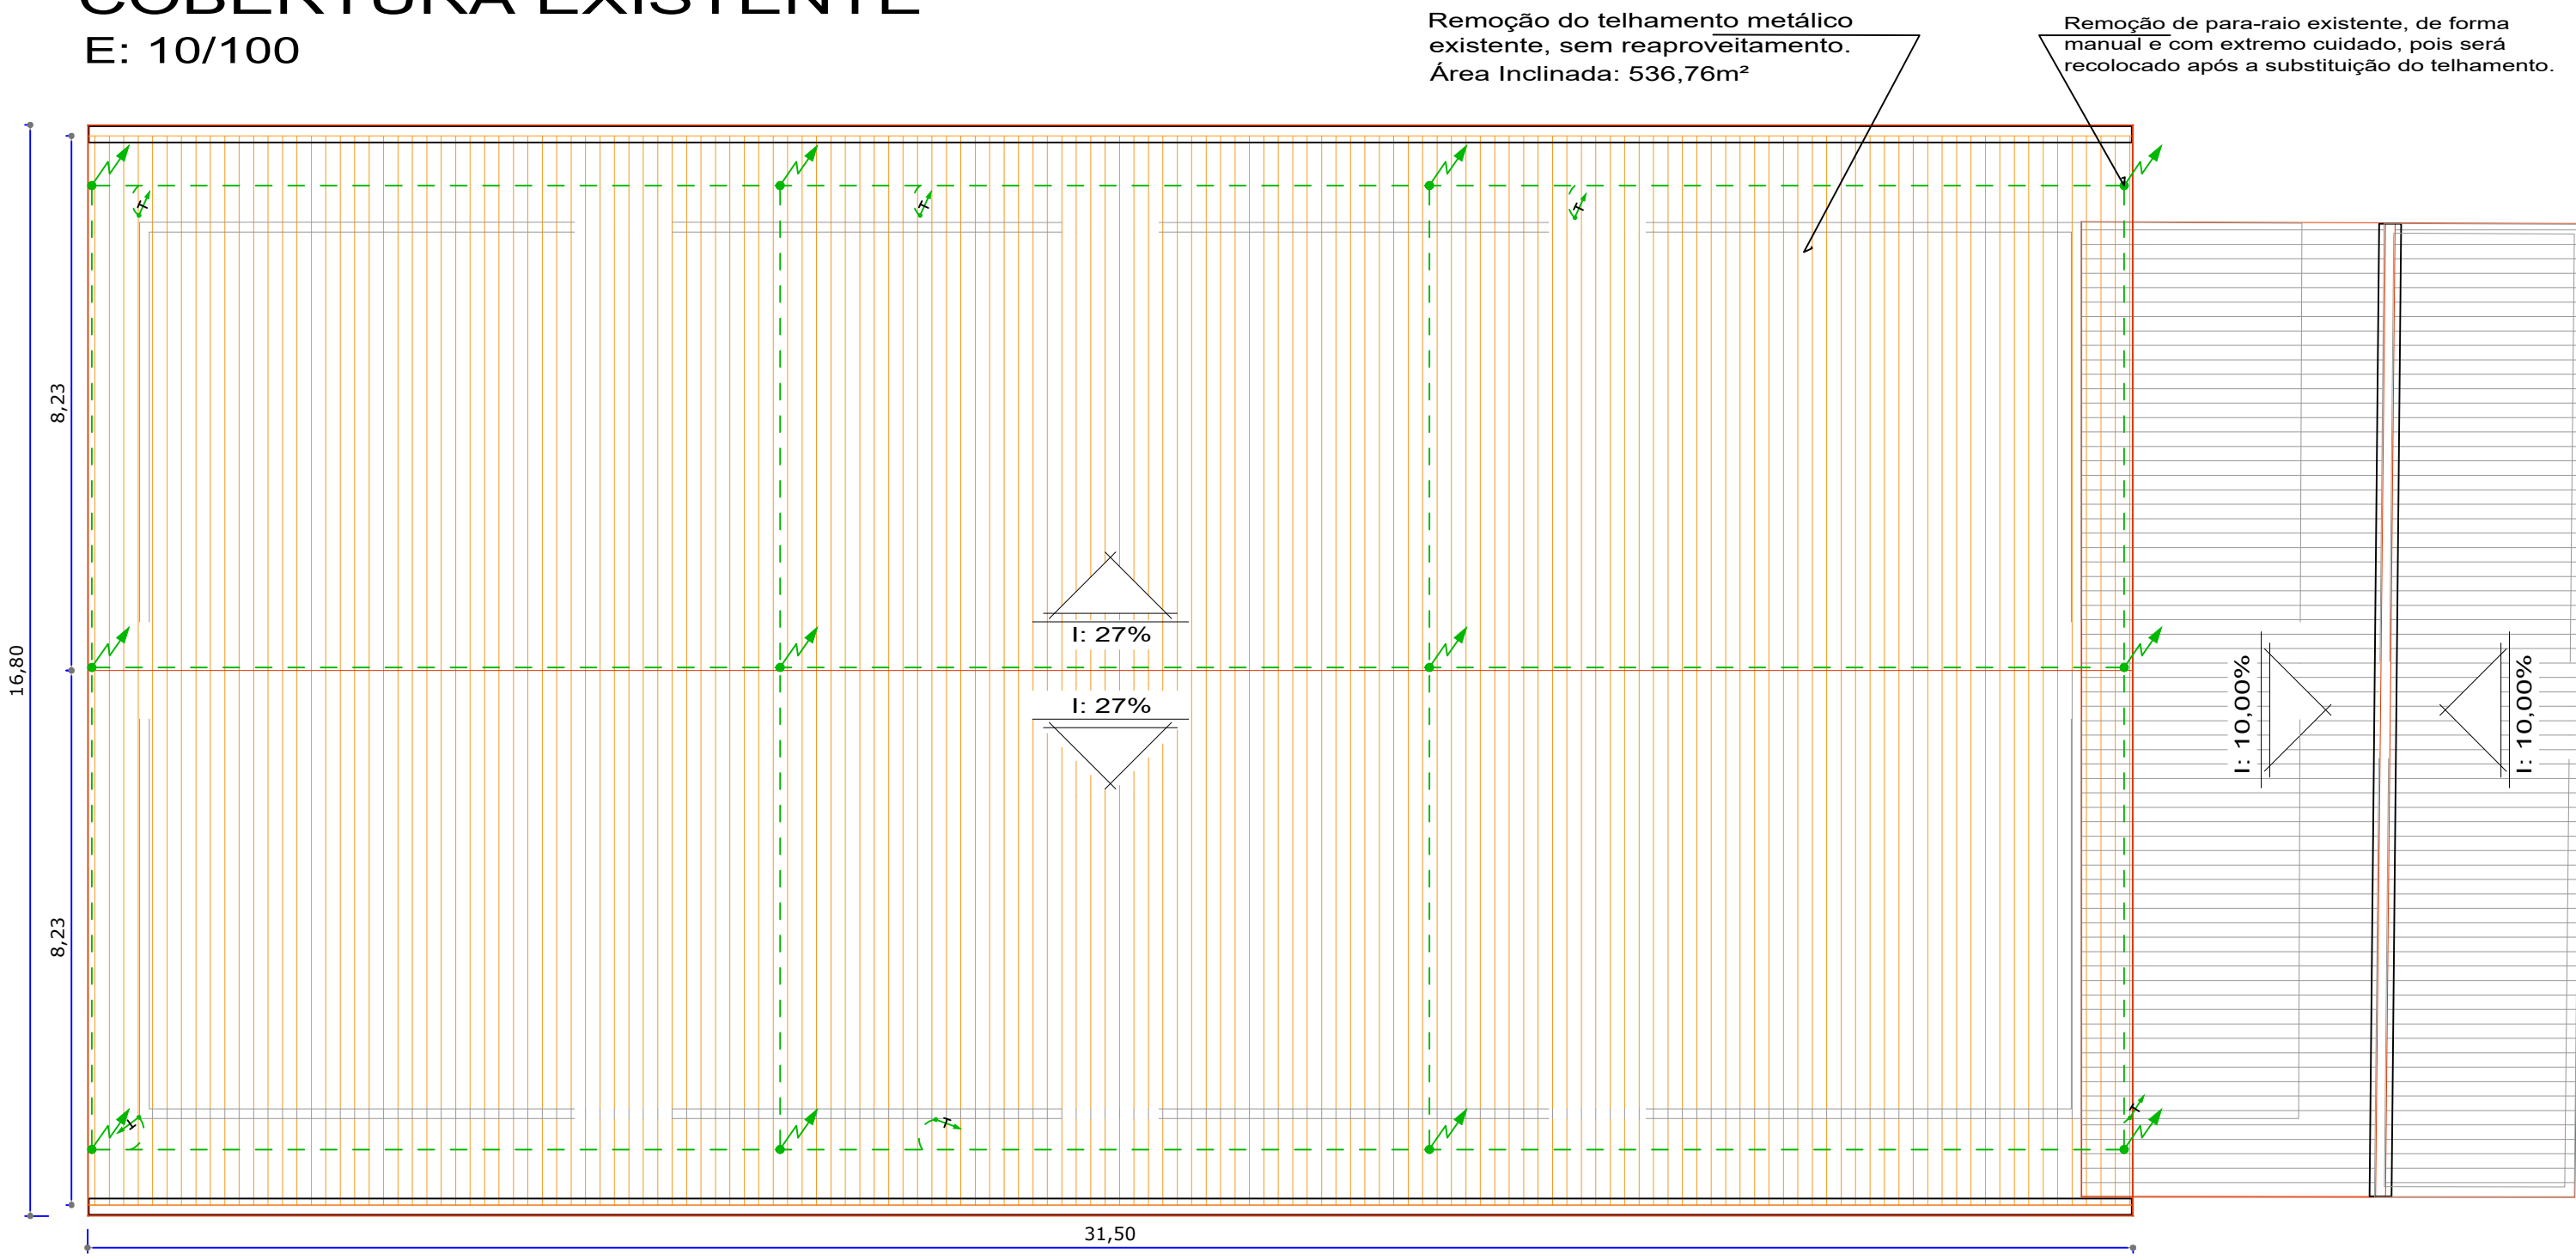 COBERTURA EXISTENTE
E: 10/100
Remoção do telhamento metálico
existente, sem reaproveitamento.
Área Inclinada: 536,76m²
Remoção de para-raio existente, de forma
manual e com extremo cuidado, pois será
recolocado após a substituição do telhamento.
8,23
16,80
8,23
I: 27%
I: 27%
I: 10,00%
I: 10,00%
T
T
T
T
T
T
31,50